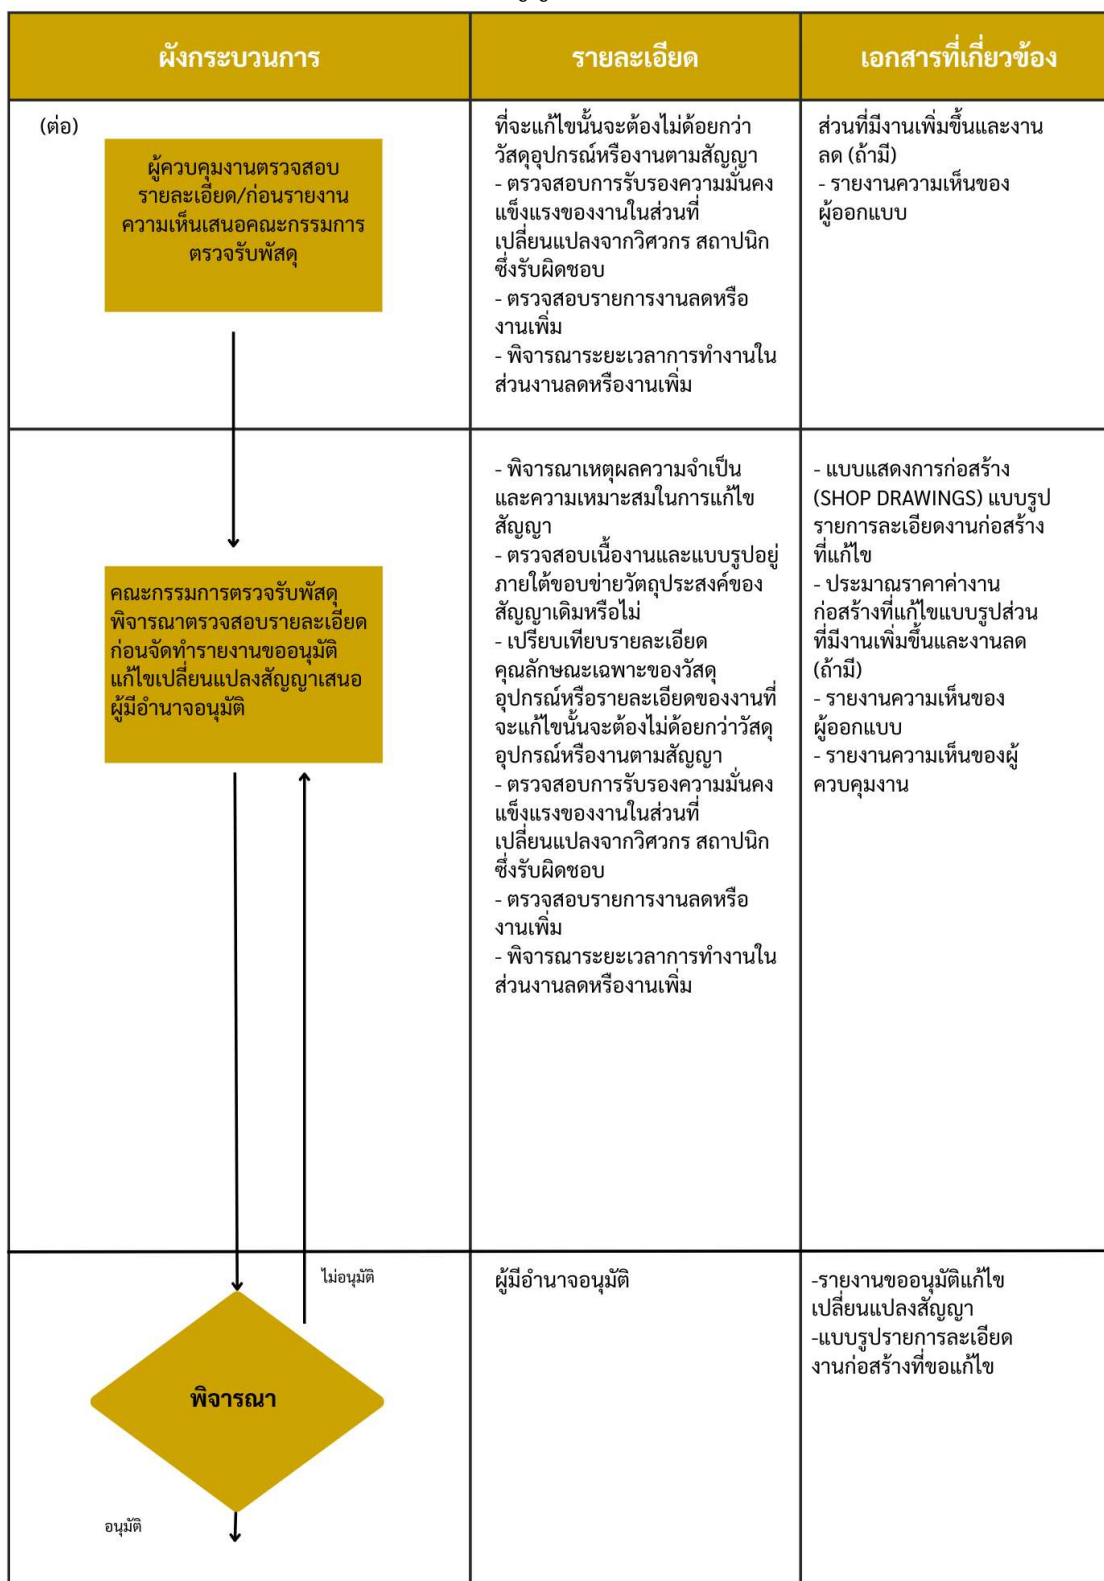 ผังกระบวนการ
รายละเอียด
เอกสารที่เกี่ยวข้อง
(ต่อ)
ผู้ควบคุมงานตรวจสอบ
รายละเอียด/ก่อนรายงาน
ความเห็นเสนอคณะกรรมการ
ตรวจรับพัสดุ
ที่จะแก้ไขนั้นจะต้องไม่ด้อยกว่า
วัสดุอุปกรณ์หรืองานตามสัญญา
- ตรวจสอบการรับรองความมั่นคง
แข็งแรงของงานในส่วนที่
เปลี่ยนแปลงจากวิศวกร สถาปนิก
ซึ่งรับผิดชอบ
- ตรวจสอบรายการงานลดหรือ
งานเพิ่ม
- พิจารณาระยะเวลาการทำงานใน
ส่วนงานลดหรืองานเพิ่ม
ส่วนที่มีงานเพิ่มขึ้นและงาน
ลด (ถ้ามี)
- รายงานความเห็นของ
ผู้ออกแบบ
คณะกรรมการตรวจรับพัสดุ
พิจารณาตรวจสอบรายละเอียด
ก่อนจัดทำรายงานขออนุมัติ
แก้ไขเปลี่ยนแปลงสัญญาเสนอ
ผู้มีอำนาจอนุมัติ
- พิจารณาเหตุผลความจำเป็น
และความเหมาะสมในการแก้ไข
สัญญา
- ตรวจสอบเนื้องานและแบบรูปอยู่
ภายใต้ขอบข่ายวัตถุประสงค์ของ
สัญญาเดิมหรือไม่
- เปรียบเทียบรายละเอียด
คุณลักษณะเฉพาะของวัสดุ
อุปกรณ์หรือรายละเอียดของงานที่
จะแก้ไขนั้นจะต้องไม่ด้อยกว่าวัสดุ
อุปกรณ์หรืองานตามสัญญา
- ตรวจสอบการรับรองความมั่นคง
แข็งแรงของงานในส่วนที่
เปลี่ยนแปลงจากวิศวกร สถาปนิก
ซึ่งรับผิดชอบ
- ตรวจสอบรายการงานลดหรือ
งานเพิ่ม
- พิจารณาระยะเวลาการทำงานใน
ส่วนงานลดหรืองานเพิ่ม
- แบบแสดงการก่อสร้าง
(SHOP DRAWINGS) แบบรูป
รายการละเอียดงานก่อสร้าง
ที่แก้ไข
- ประมาณราคาค่างาน
ก่อสร้างที่แก้ไขแบบรูปส่วน
ที่มีงานเพิ่มขึ้นและงานลด
(ถ้ามี)
- รายงานความเห็นของ
ผู้ออกแบบ
- รายงานความเห็นของผู้
ควบคุมงาน
ไม่อนุมัติ
พิจารณา
อนุมัติ
ผู้มีอำนาจอนุมัติ
-รายงานขออนุมัติแก้ไข
เปลี่ยนแปลงสัญญา
-แบบรูปรายการละเอียด
งานก่อสร้างที่ขอแก้ไข